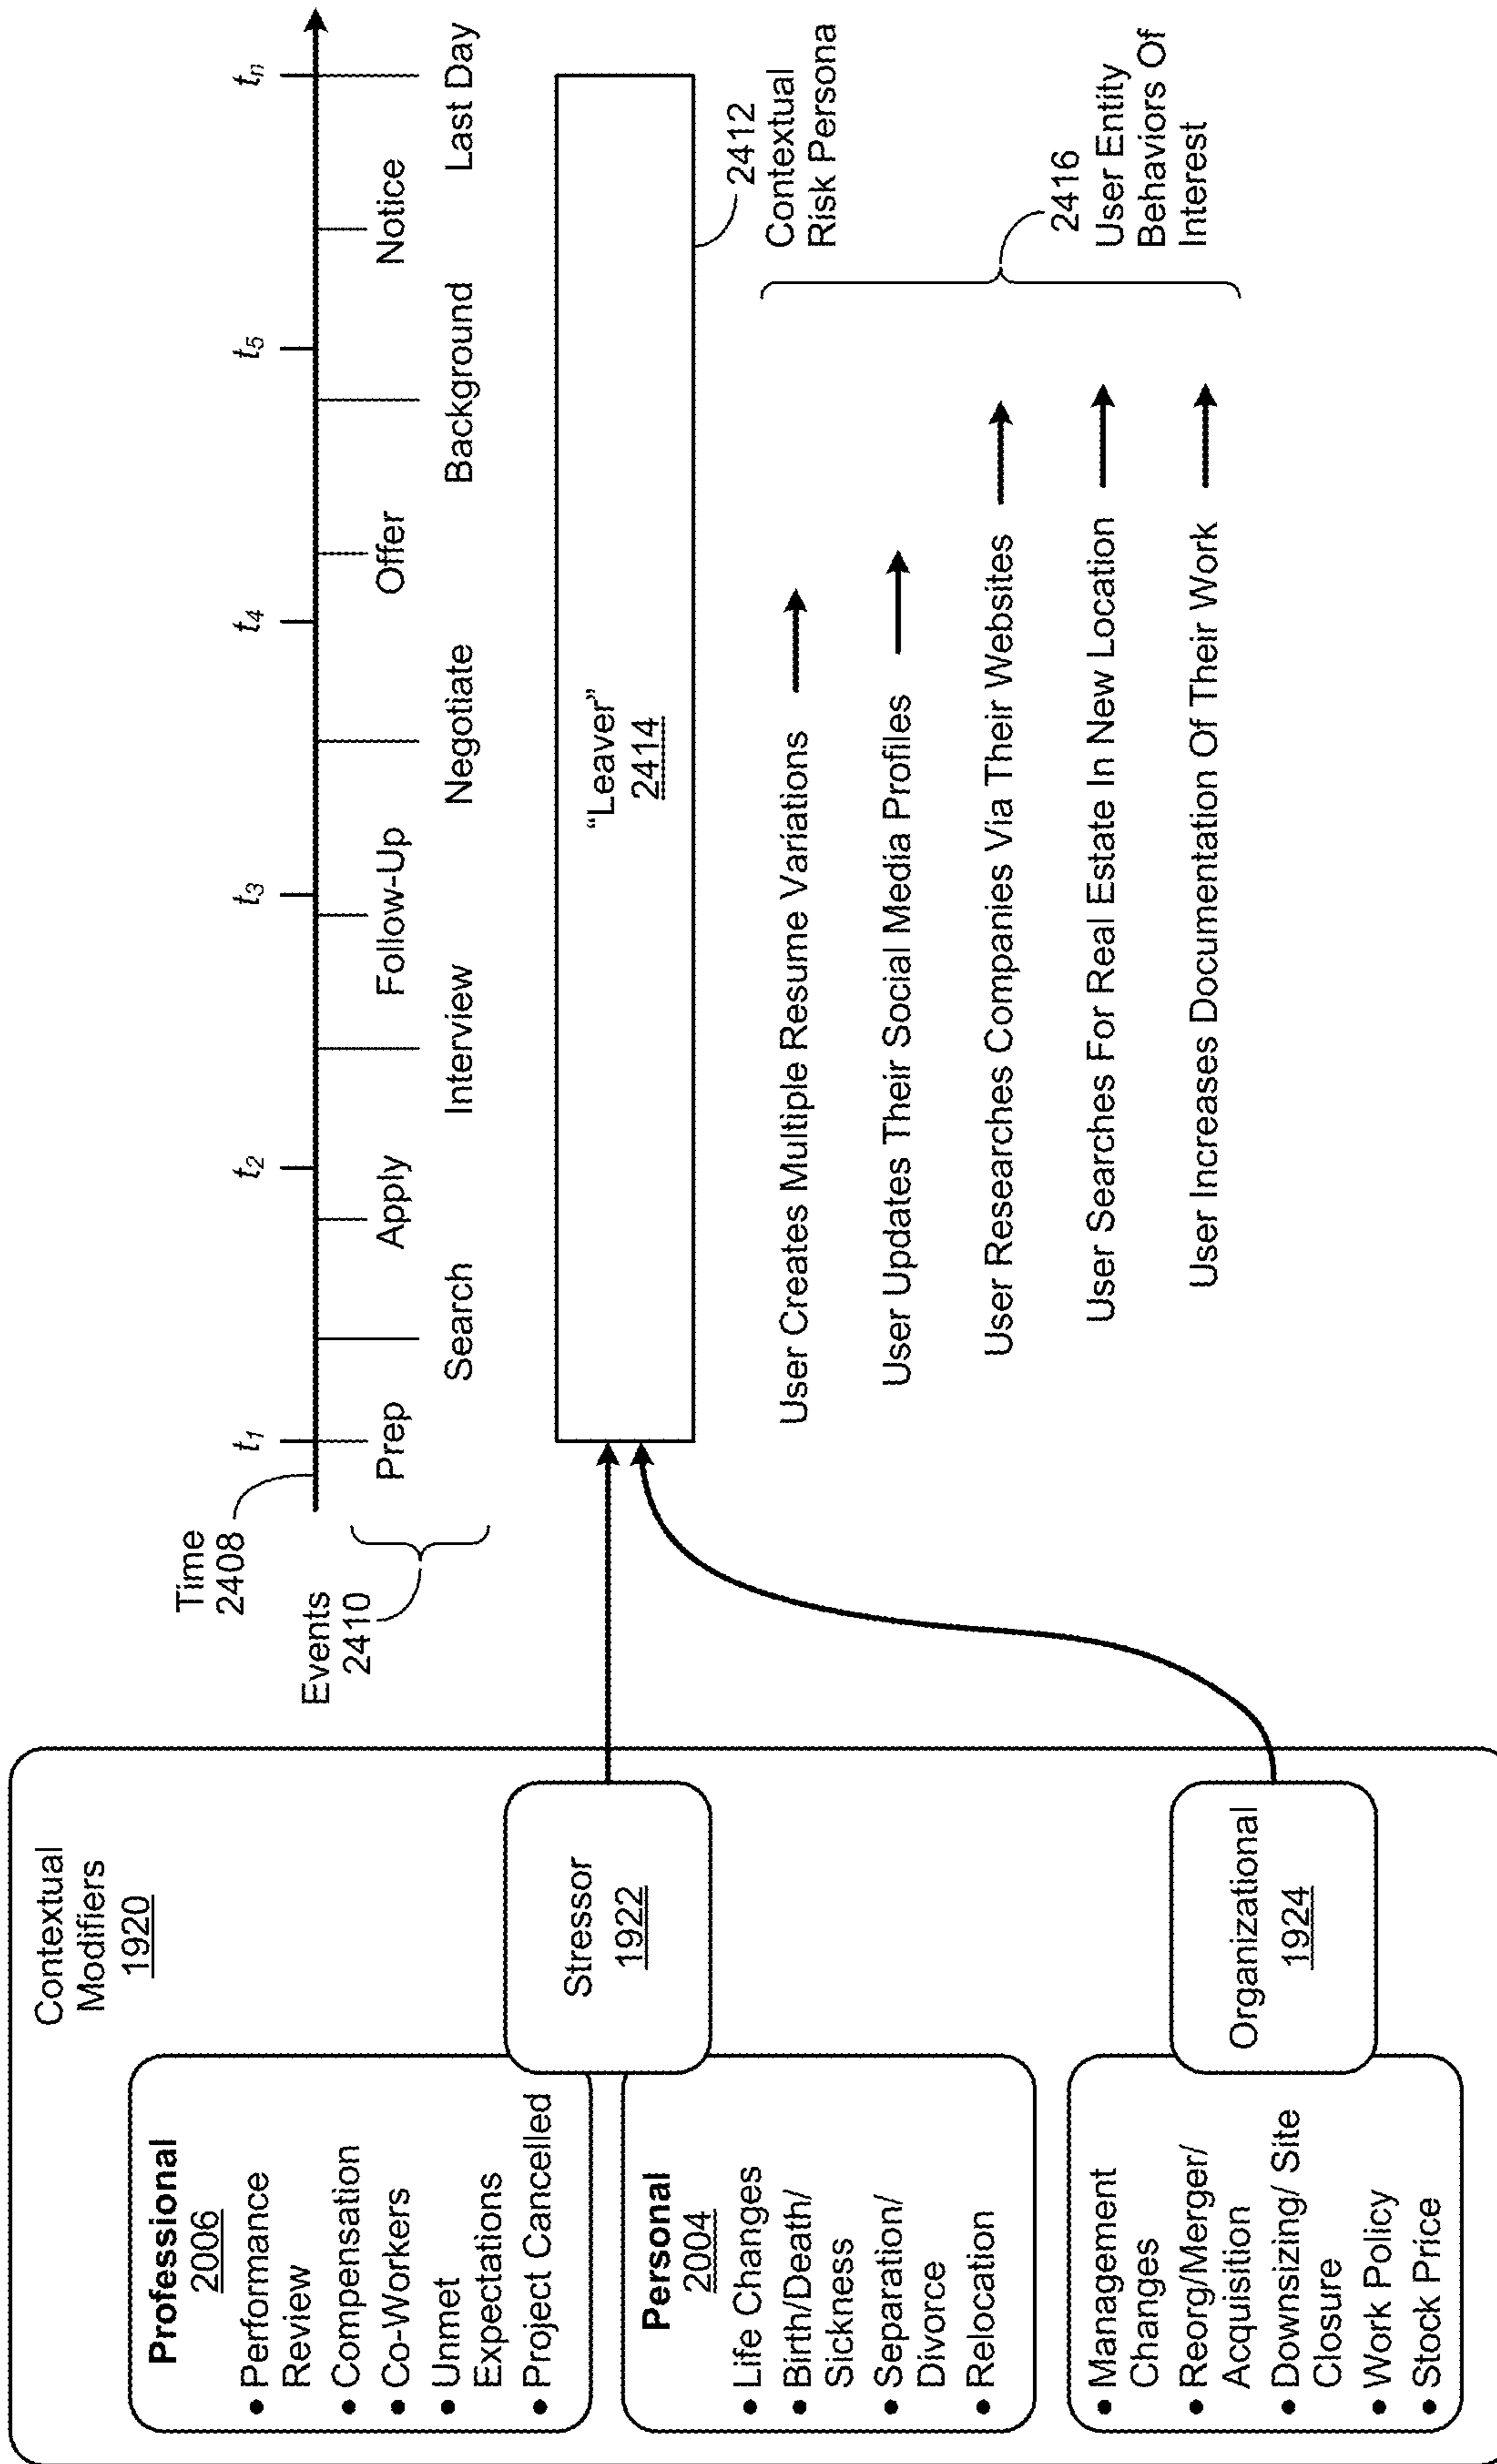 Contextual
Modifiers
1920
Professional
2006
• Performance
Review
• Compensation
• Co-Workers
• Unmet
Expectations
• Project Cancelled
Personal
2004
• Life Changes
• Birth/Death/
Sickness
• Separation/
Divorce
• Relocation
• Management
Changes
• Reorg/Merger/
Acquisition
• Downsizing/ Site
Closure
• Work Policy
• Stock Price
Stressor
1922
Organizational
1924
Time
2408
Events
2410
t1
t2
t3
t4
t5
tn
Prep
Apply
Follow-Up
Offer
Notice
Search
Interview
Negotiate
Background
Last Day
“Leaver”
2414
2412
Contextual
Risk Persona
User Creates Multiple Resume Variations
User Updates Their Social Media Profiles
User Researches Companies Via Their Websites
User Searches For Real Estate In New Location
User Increases Documentation Of Their Work
2416
User Entity
Behaviors Of
Interest